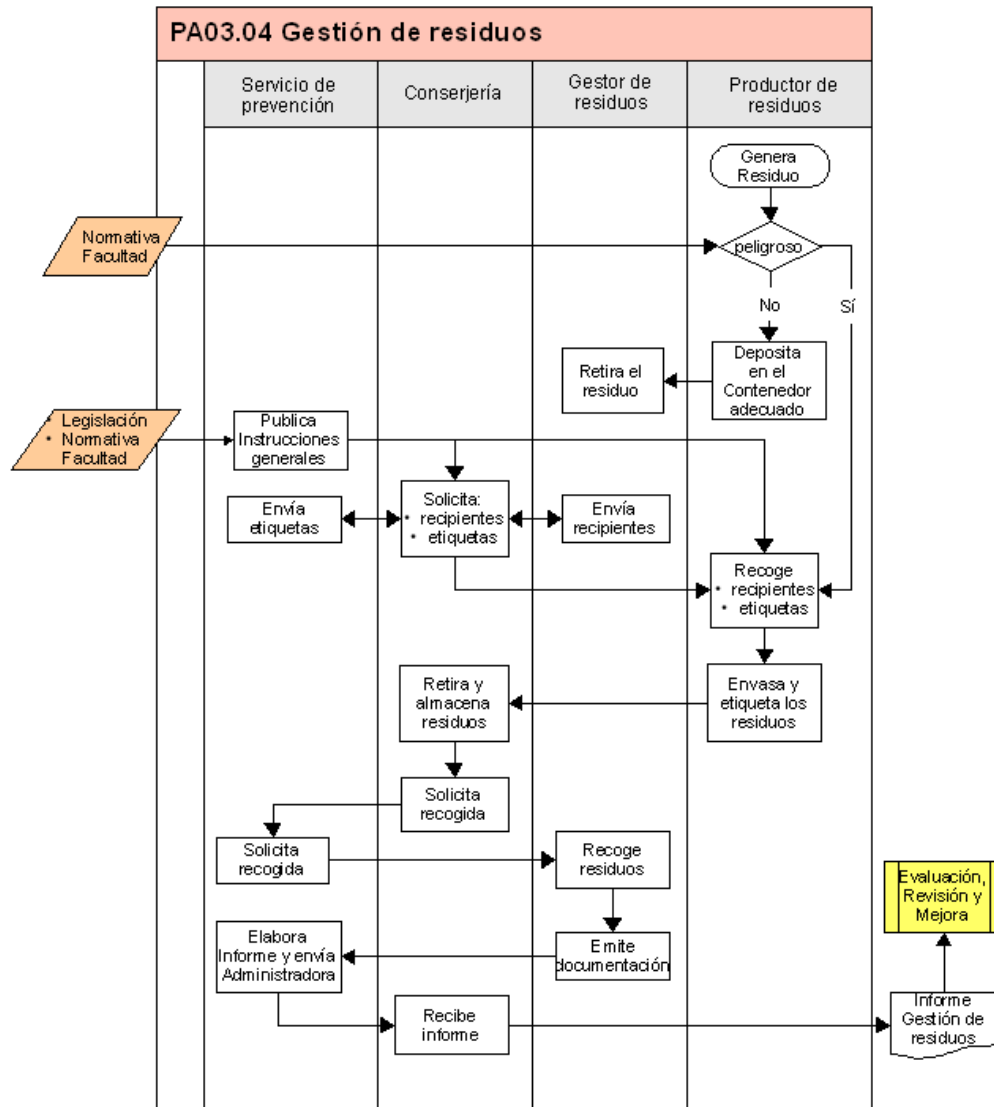 PA03.04 Gestión de residuos
Servicio de
prevención
Conserjería
Gestor de
residuos
Productor de
residuos
Genera
Residuo
Normativa
Facultad
peligroso
No
Sí
Retira el
residuo
Deposita
en el
Contenedor
adecuado
• Legislación
• Normativa
Facultad
Publica
Instrucciones
generales
Envía
etiquetas
Solicita:
• recipientes
• etiquetas
Envía
recipientes
Recoge
• recipientes
• etiquetas
Retira y
almacena
residuos
Envasa y
etiqueta los
residuos
Solicita
recogida
Solicita
recogida
Recoge
residuos
Evaluación,
Revisión y
Mejora
Elabora
Informe y envía
Administradora
Emite
documentación
Recibe
informe
Informe
Gestión de
residuos